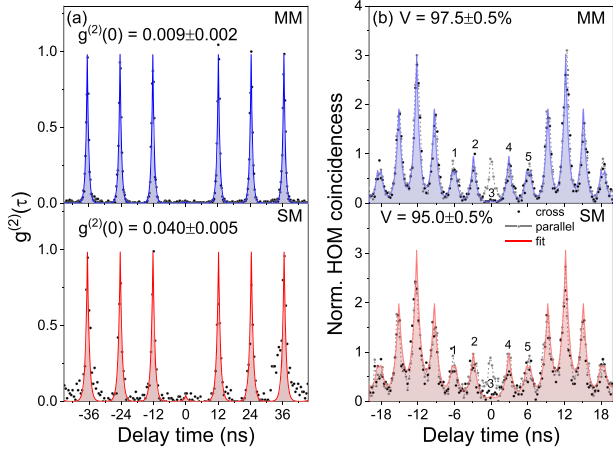 (a) MM
g(2)(0) = 0.009±0.002
1.0
0.5
0.0
SM
g(2)(0) = 0.040±0.005
1.0
0.5
0.0
-36 -24 -12 0 12 24 36
Delay time (ns)
g(2)(τ)
(b) V = 97.5±0.5% MM
4
3
2
1
0
1 2 3 4 5
V = 95.0±0.5% SM
cross
parallel
fit
3
2
1
0
1 2 3 4 5
-18 -12 -6 0 6 12 18
Delay time (ns)
Norm. HOM coincidencess